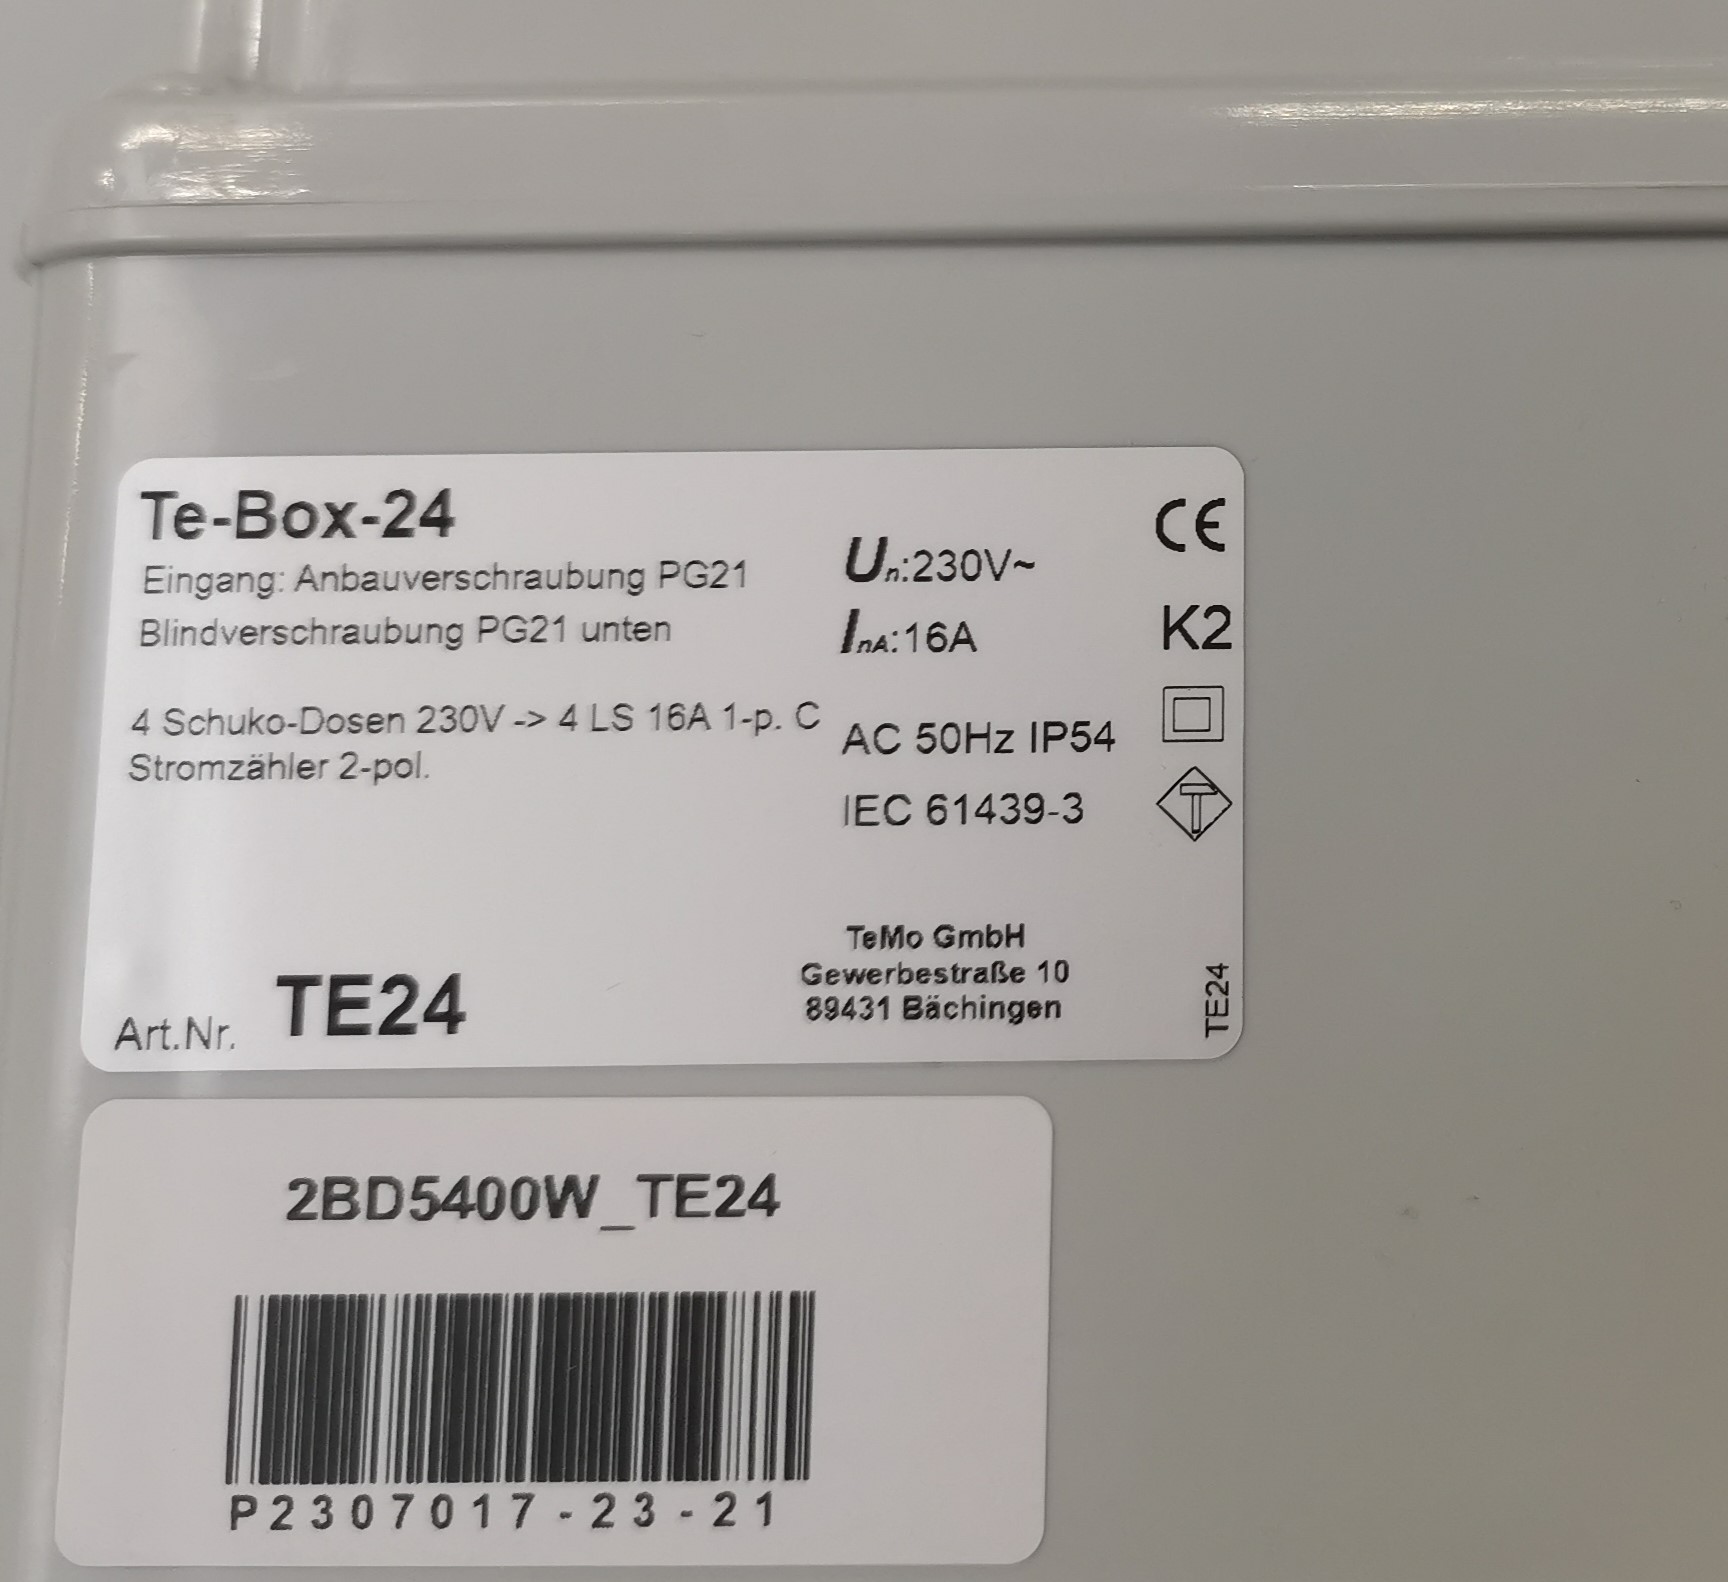 Te-Box-24
Eingang: Anbauverschraubung PG21
Blindverschraubung PG21 unten
4 Schuko-Dosen 230V -> 4 LS 16A 1-p. C
Stromzähler 2-pol.
Un:230V~
InA:16A
AC 50Hz IP54
IEC 61439-3
CE
K2
T
Art.Nr. TE24
TeMo GmbH
Gewerbestraße 10
89431 Bächingen
TE24
2BD5400W_TE24
P2307017-23-21